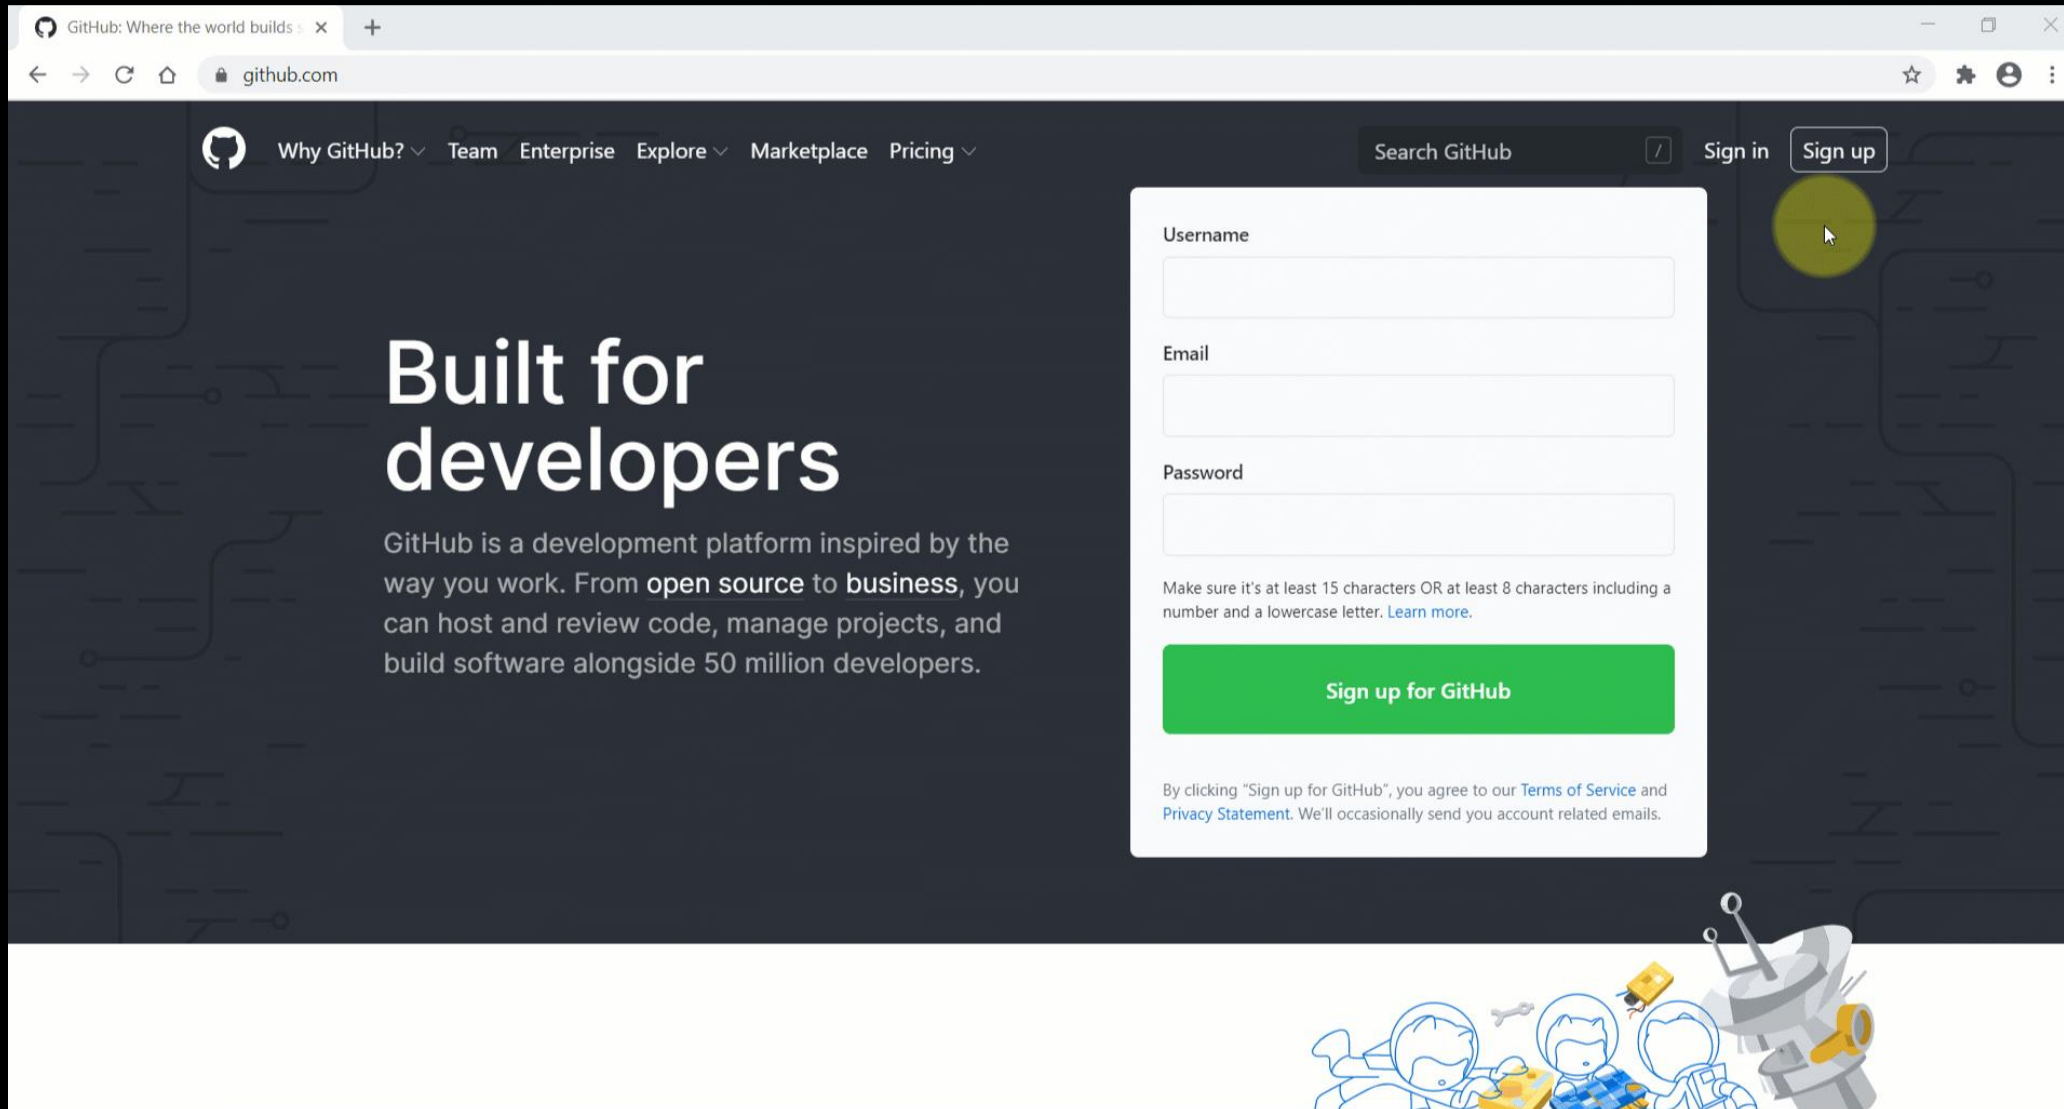 GitHub: Where the world builds
github.com
Why GitHub? Team Enterprise Explore Marketplace Pricing Search GitHub / Sign in Sign up
Built for
developers
GitHub is a development platform inspired by the
way you work. From open source to business, you
can host and review code, manage projects, and
build software alongside 50 million developers.
Username
Email
Password
Make sure it's at least 15 characters OR at least 8 characters including a
number and a lowercase letter. Learn more.
Sign up for GitHub
By clicking "Sign up for GitHub", you agree to our Terms of Service and
Privacy Statement. We'll occasionally send you account related emails.